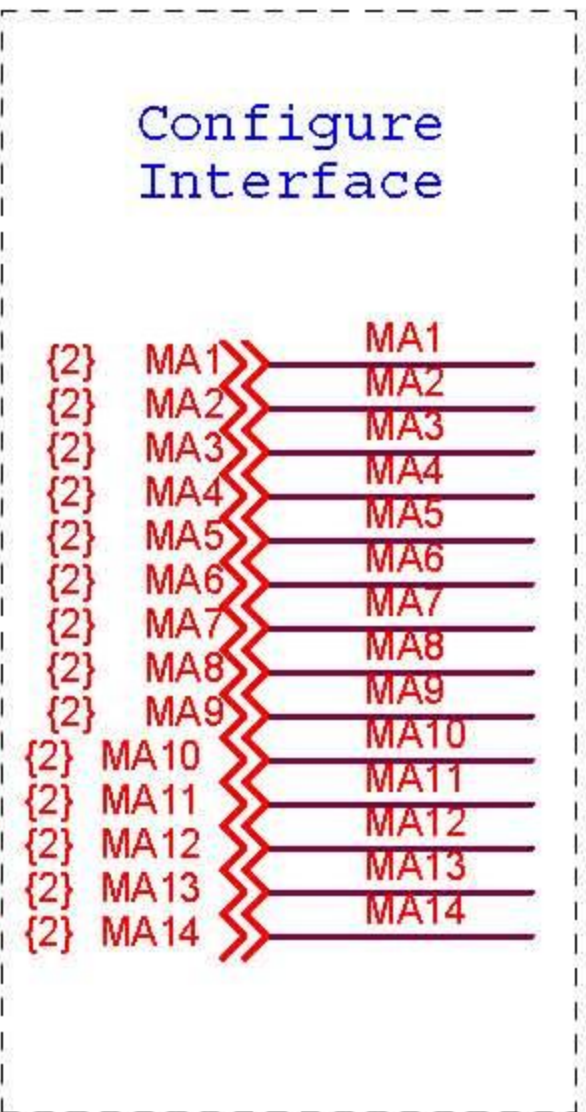 Configure
Interface
MA1
{2} MA1
MA2
{2} MA2
MA3
{2} MA3
MA4
{2} MA4
MA5
{2} MA5
MA6
{2} MA6
MA7
{2} MA7
MA8
{2} MA8
MA9
{2} MA9
MA10
{2} MA10
MA11
{2} MA11
MA12
{2} MA12
MA13
{2} MA13
MA14
{2} MA14